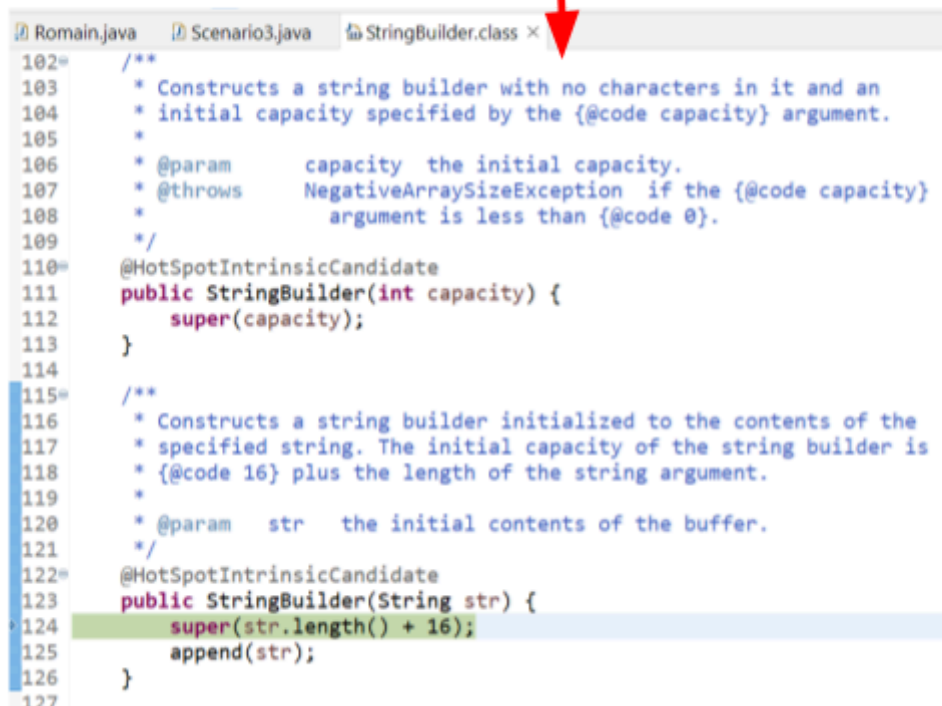 Romain.java Scenario3.java StringBuilder.class ×
102 /**
103 * Constructs a string builder with no characters in it and an
104 * initial capacity specified by the {@code capacity} argument.
105 *
106 * @param capacity the initial capacity.
107 * @throws NegativeArraySizeException if the {@code capacity}
108 * argument is less than {@code 0}.
109 */
110 @HotSpotIntrinsicCandidate
111 public StringBuilder(int capacity) {
112 super(capacity);
113 }
114
115 /**
116 * Constructs a string builder initialized to the contents of the
117 * specified string. The initial capacity of the string builder is
118 * {@code 16} plus the length of the string argument.
119 *
120 * @param str the initial contents of the buffer.
121 */
122 @HotSpotIntrinsicCandidate
123 public StringBuilder(String str) {
124 super(str.length() + 16);
125 append(str);
126 }
127